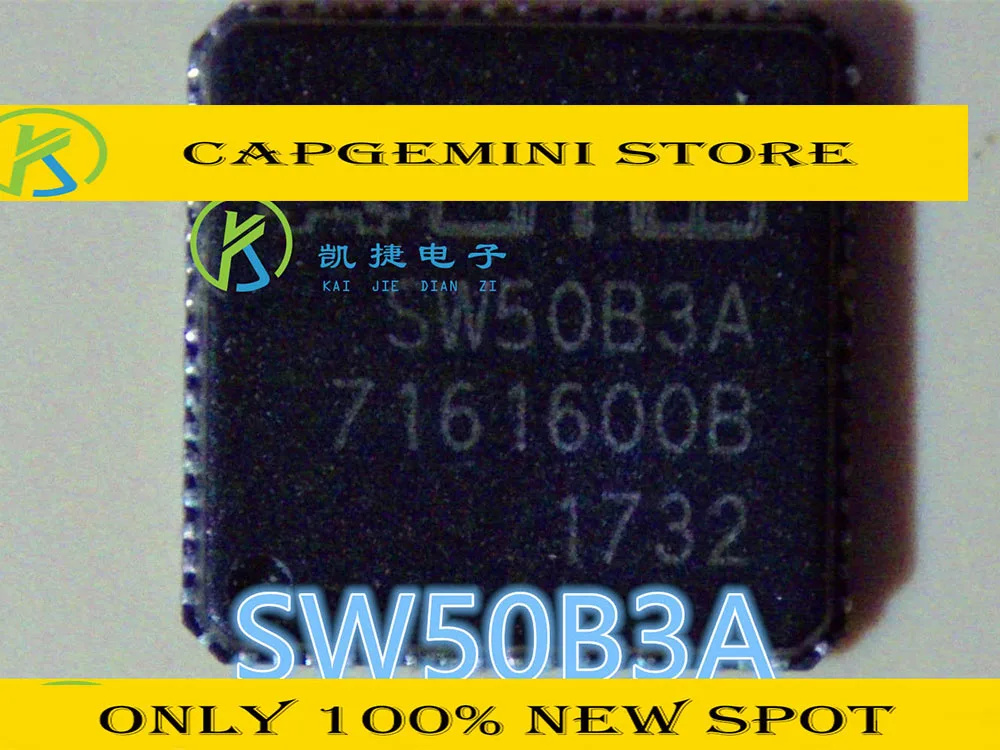 CAPGEMINI STORE
凯捷电子
KAI JIE DIAN ZI
SW50B3A
7161600B
1732
SW50B3A
ONLY 100% NEW SPOT